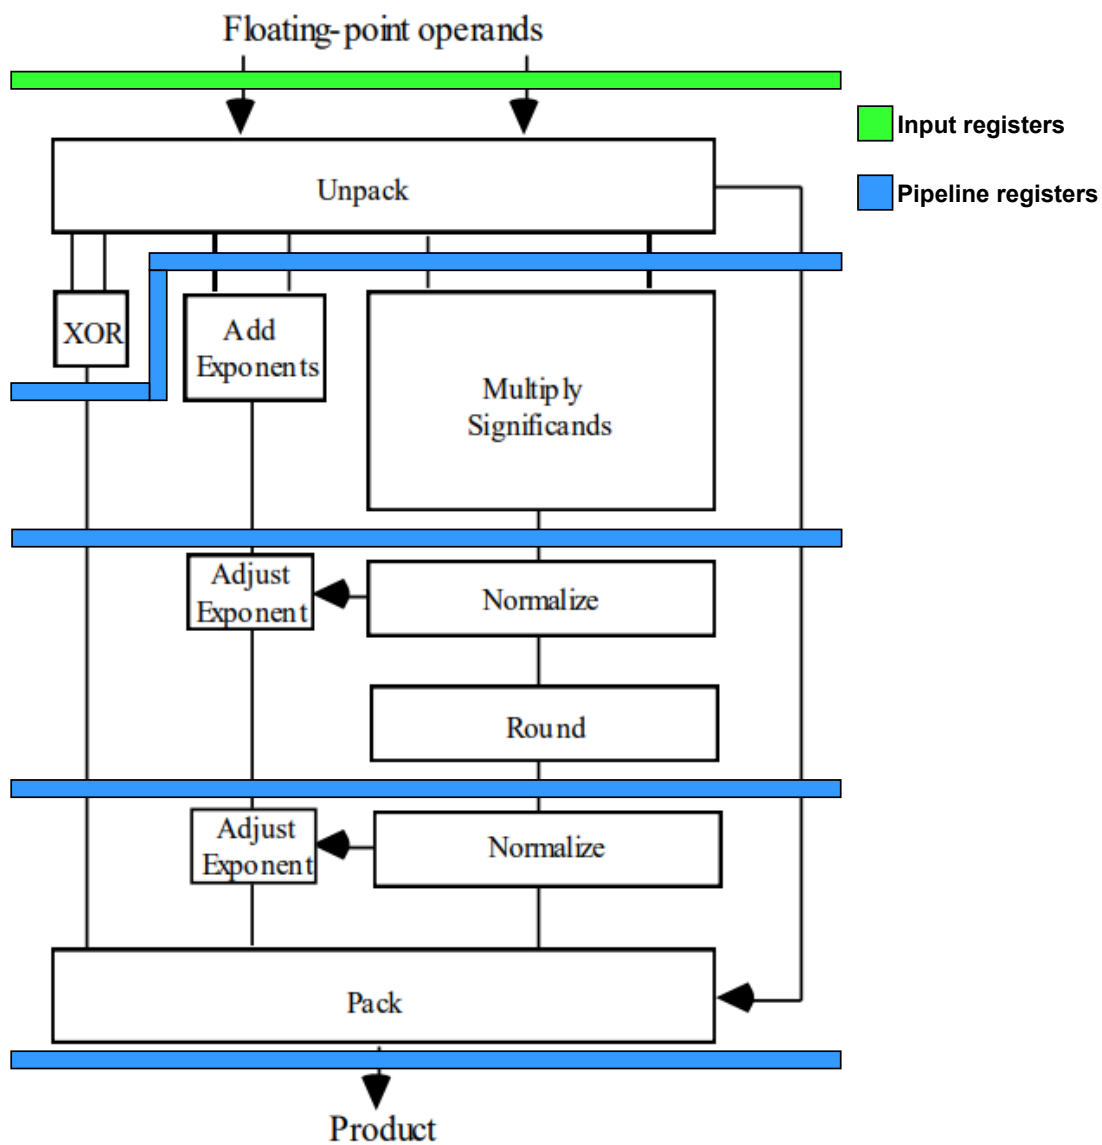 Floating-point operands
Input registers
Unpack
Pipeline registers
XOR
Add
Exponents
Multiply
Significands
Adjust
Exponent
Normalize
Round
Adjust
Exponent
Normalize
Pack
Product